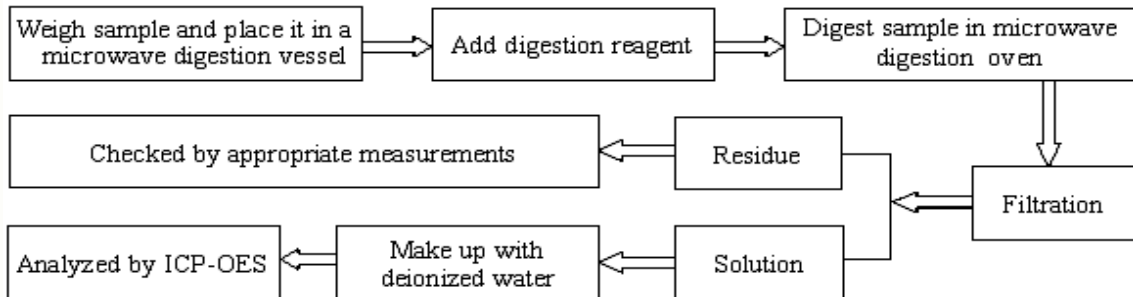 Weigh sample and place it in a
microwave digestion vessel
Add digestion reagent
Digest sample in microwave
digestion oven
Filtration
Residue
Checked by appropriate measurements
Solution
Make up with
deionized water
Analyzed by ICP-OES